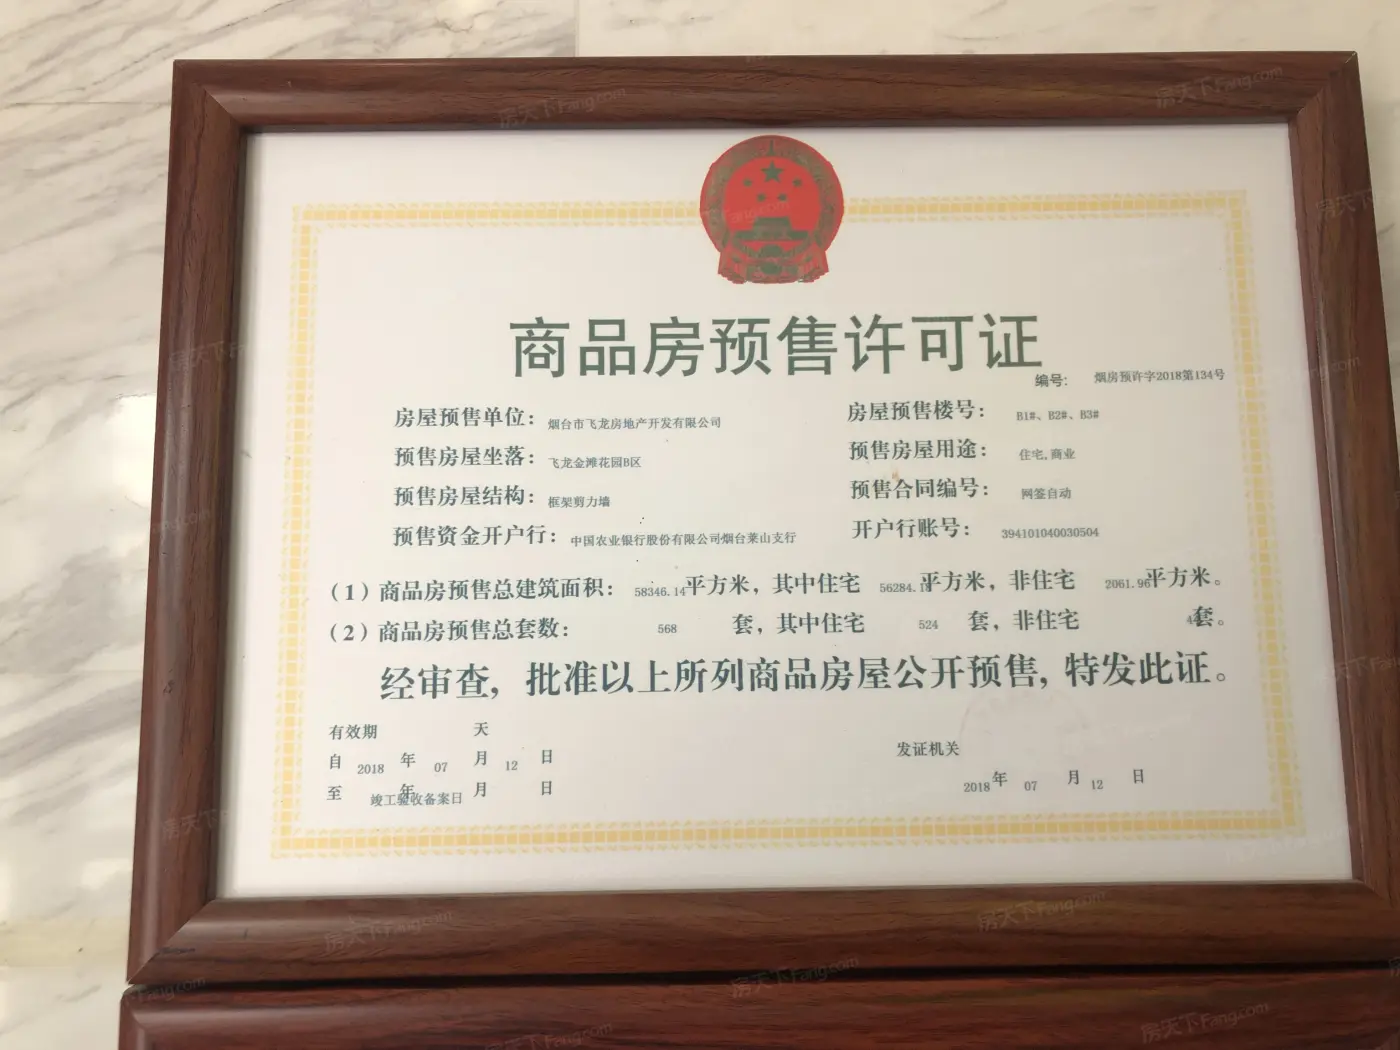 商品房预售许可证
编号: 烟房预许字2018第134号
房屋预售单位: 烟台市飞龙房地产开发有限公司 房屋预售楼号: B1#、B2#、B3#
预售房屋坐落: 飞龙金滩花园B区 预售房屋用途: 住宅,商业
预售房屋结构: 框架剪力墙 预售合同编号: 网签自动
预售资金开户行: 中国农业银行股份有限公司烟台莱山支行 开户行账号: 394101040030504
(1)商品房预售总建筑面积: 58346.14平方米,其中住宅 平方米,非住宅 2061.96平方米。
(2)商品房预售总套数: 568 套,其中住宅 524 套,非住宅 套。
经审查,批准以上所列商品房屋公开预售,特发此证。
有效期 天
自 2018 年 07 月 12 日
至 竣工验收备案日 年 月 日
发证机关
2018年 07 月 12 日
房天下Fang.com